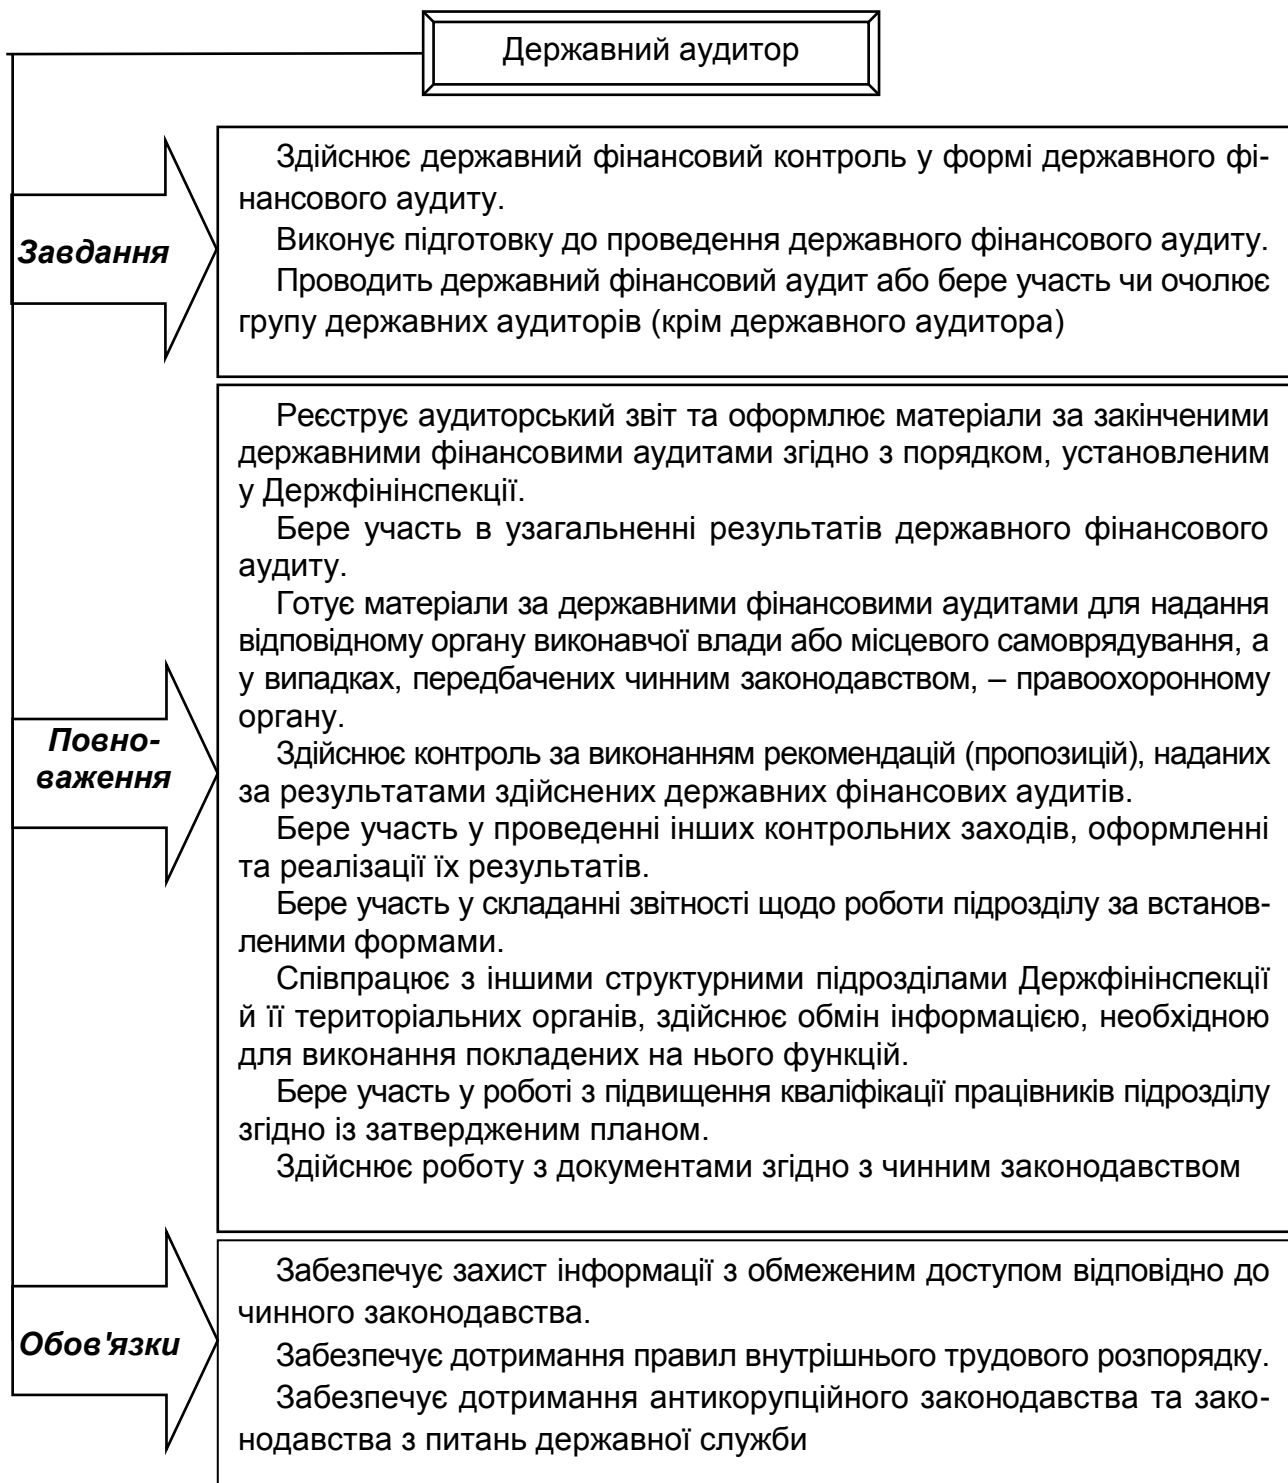 Державний аудитор
Завдання
Здійснює державний фінансовий контроль у формі державного фі-
нансового аудиту.
Виконує підготовку до проведення державного фінансового аудиту.
Проводить державний фінансовий аудит або бере участь чи очолює
групу державних аудиторів (крім державного аудитора)
Повно-
важення
Реєструє аудиторський звіт та оформлює матеріали за закінченими
державними фінансовими аудитами згідно з порядком, установленим
у Держфінінспекції.
Бере участь в узагальненні результатів державного фінансового
аудиту.
Готує матеріали за державними фінансовими аудитами для надання
відповідному органу виконавчої влади або місцевого самоврядування, а
у випадках, передбачених чинним законодавством, – правоохоронному
органу.
Здійснює контроль за виконанням рекомендацій (пропозицій), наданих
за результатами здійснених державних фінансових аудитів.
Бере участь у проведенні інших контрольних заходів, оформленні
та реалізації їх результатів.
Бере участь у складанні звітності щодо роботи підрозділу за встанов-
леними формами.
Співпрацює з іншими структурними підрозділами Держфінінспекції
й її територіальних органів, здійснює обмін інформацією, необхідною
для виконання покладених на нього функцій.
Бере участь у роботі з підвищення кваліфікації працівників підрозділу
згідно із затвердженим планом.
Здійснює роботу з документами згідно з чинним законодавством
Обов'язки
Забезпечує захист інформації з обмеженим доступом відповідно до
чинного законодавства.
Забезпечує дотримання правил внутрішнього трудового розпорядку.
Забезпечує дотримання антикорупційного законодавства та зако-
нодавства з питань державної служби